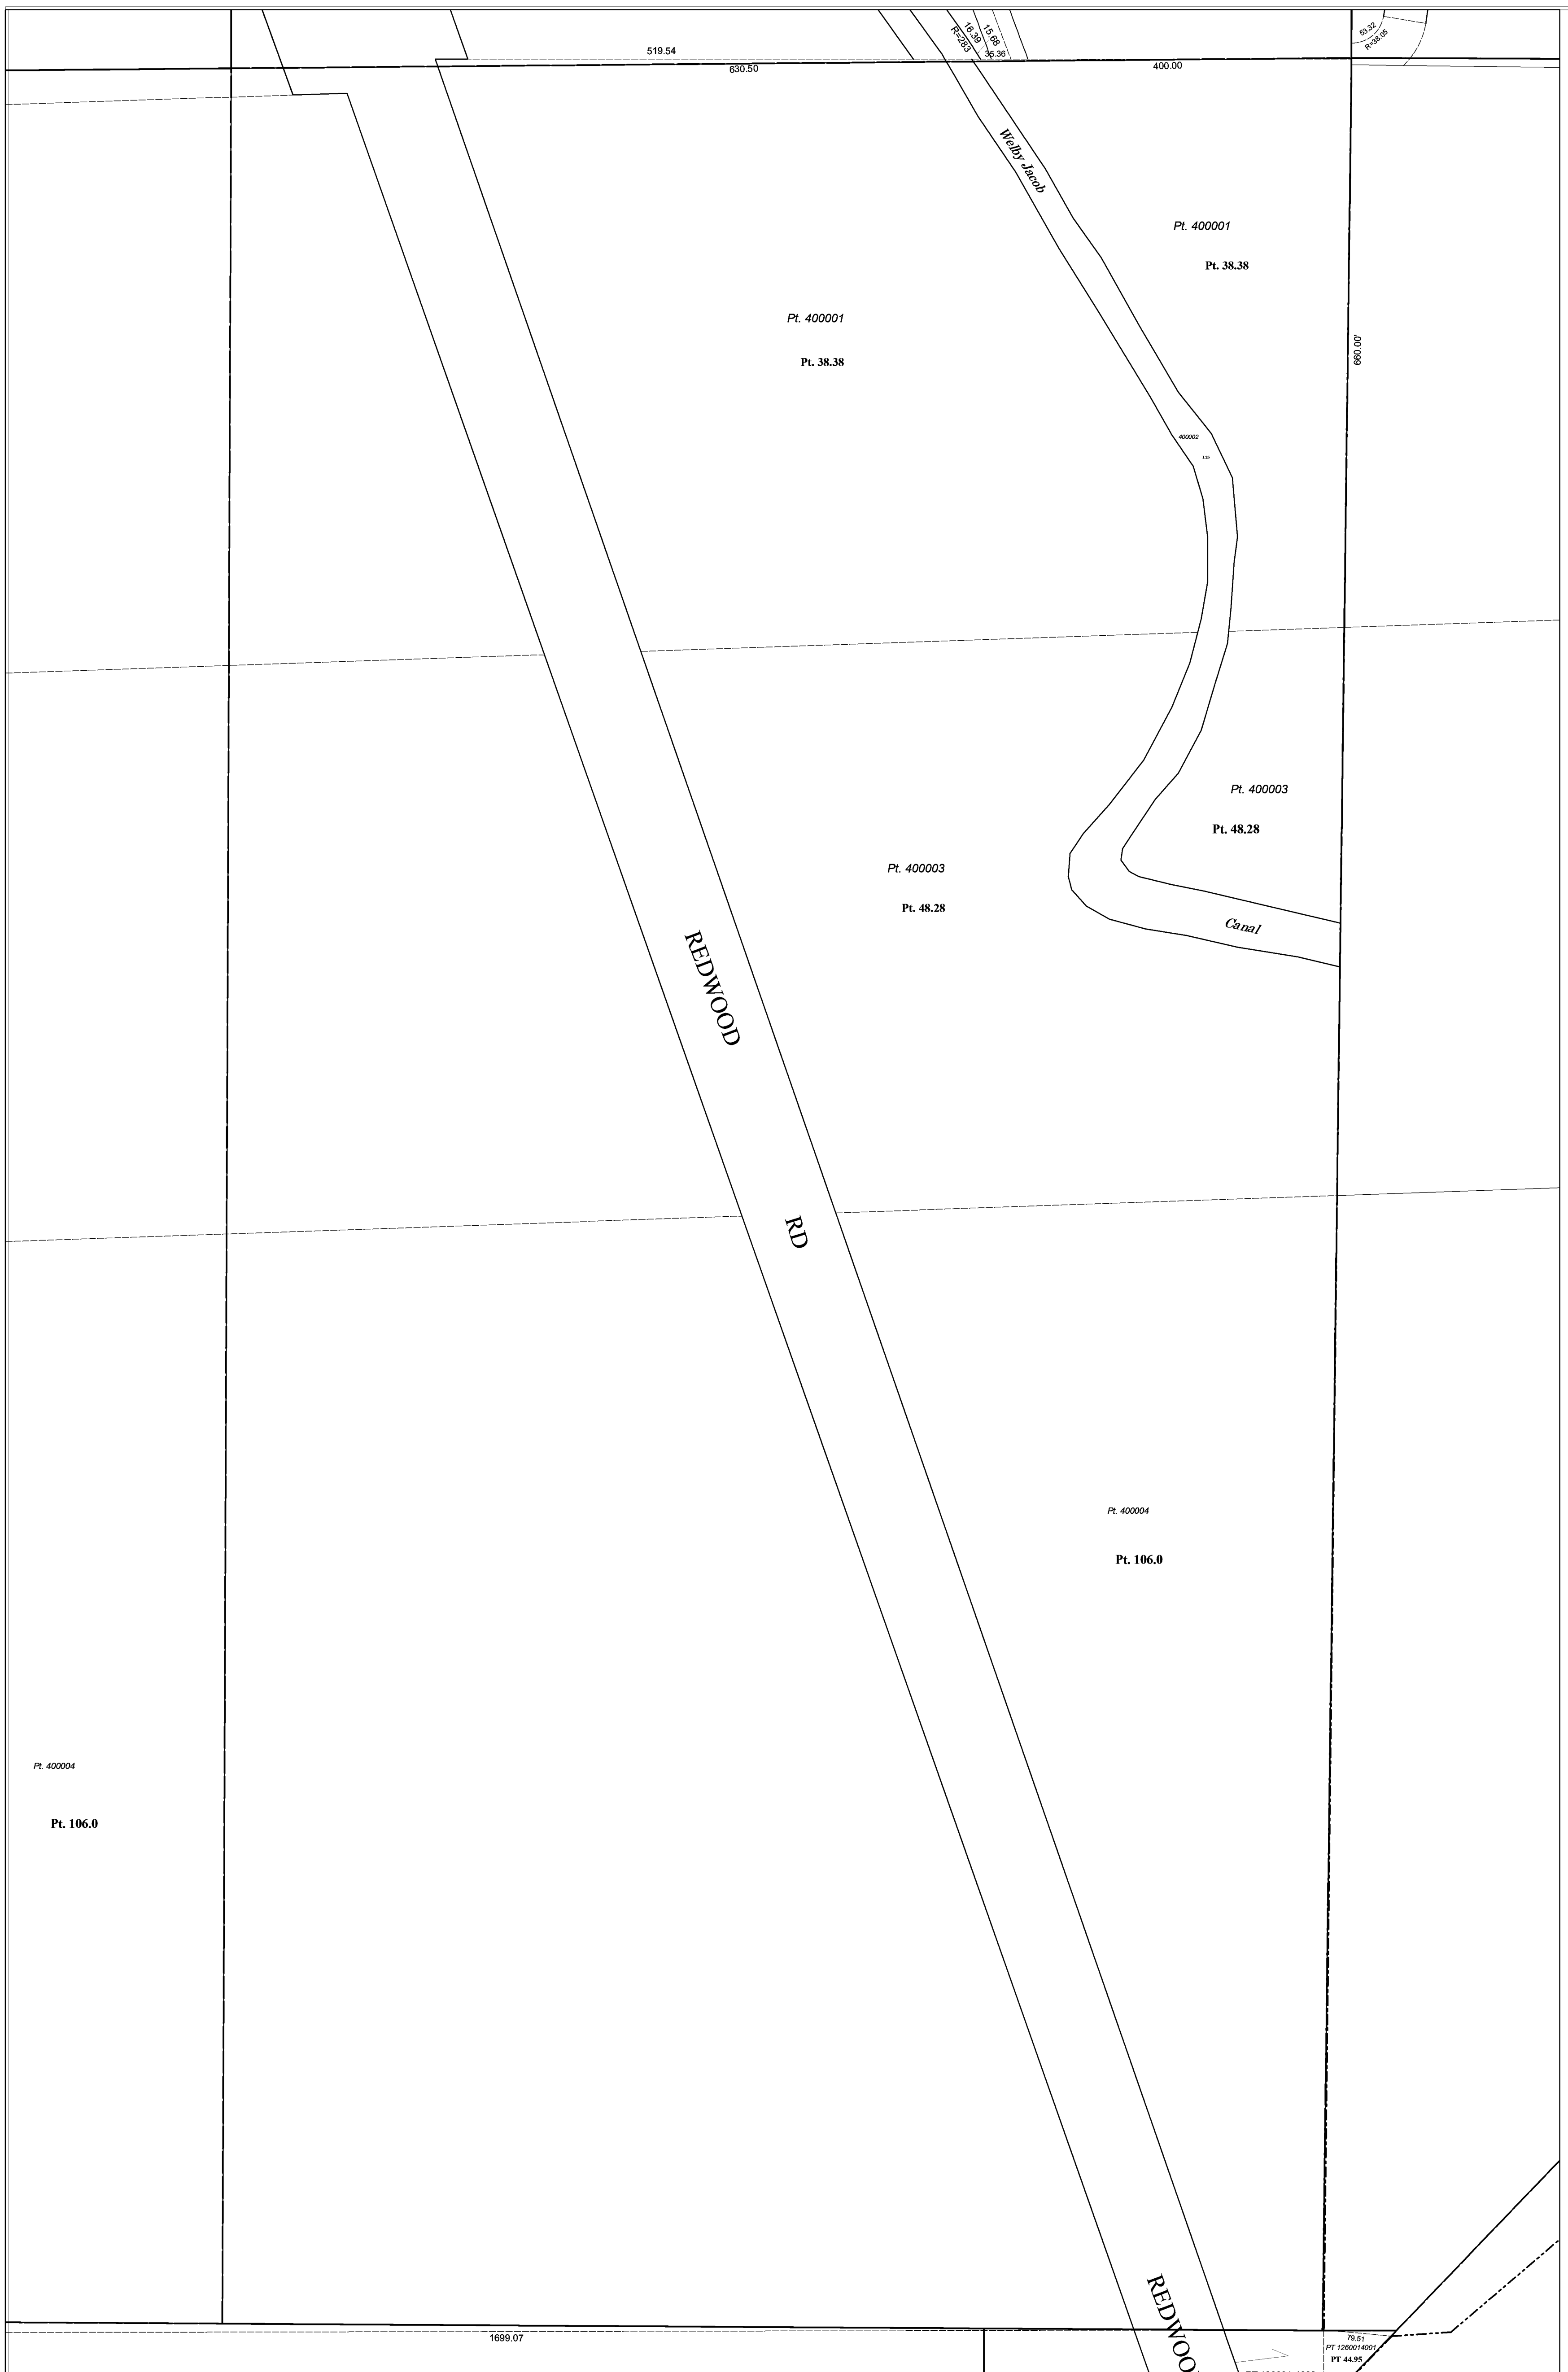 16.39
R=283
15.68
35.36
53.32
R=38.05
519.54
630.50
400.00
Welby Jacob
Pt. 400001
Pt. 38.38
Pt. 400001
Pt. 38.38
660.00'
400002
Pt. 400003
Pt. 48.28
Pt. 400003
Pt. 48.28
Canal
REDWOOD
RD
Pt. 400004
Pt. 106.0
Pt. 400004
Pt. 106.0
REDWOO
1699.07
79.51
PT 1260014001
PT 44.95